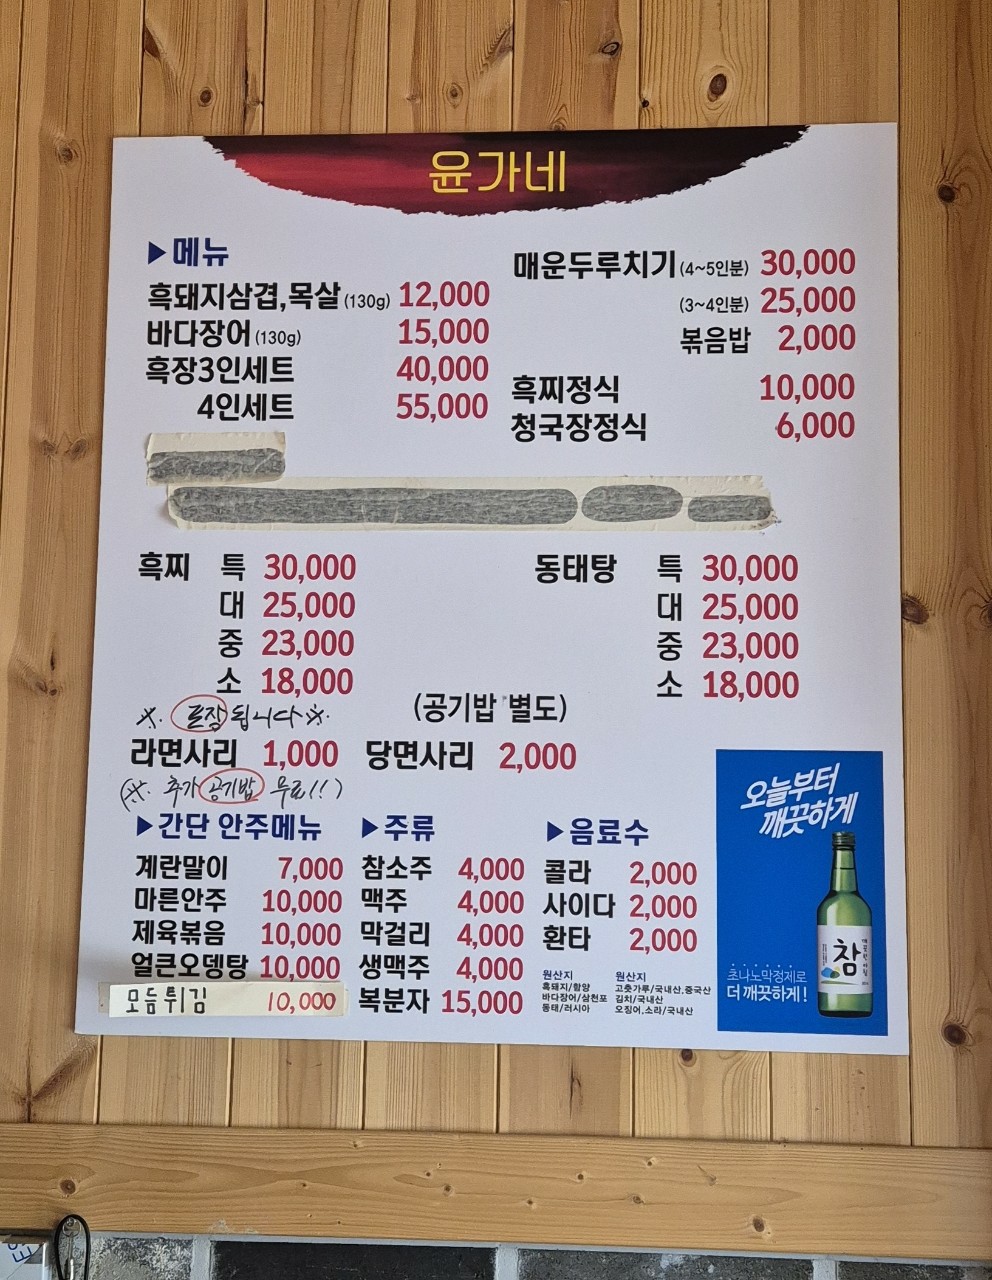 윤가네
▶메뉴
흑돼지삼겹,목살(130g) 12,000
바다장어(130g) 15,000
흑장3인세트 40,000
4인세트 55,000
매운두루치기(4~5인분) 30,000
(3~4인분) 25,000
볶음밥 2,000
흑찌정식 10,000
청국장정식 6,000
흑찌 특 30,000
대 25,000
중 23,000
소 18,000
동태탕 특 30,000
대 25,000
중 23,000
소 18,000
※. 포장 됩니다 ※.
(공기밥 별도)
라면사리 1,000 당면사리 2,000
(※. 추가 공기밥 무료!!)
▶간단 안주메뉴
계란말이 7,000
마른안주 10,000
제육볶음 10,000
얼큰오뎅탕 10,000
모듬튀김 10,000
▶주류
참소주 4,000
맥주 4,000
막걸리 4,000
생맥주 4,000
복분자 15,000
▶음료수
콜라 2,000
사이다 2,000
환타 2,000
원산지
흑돼지/함양
바다장어/삼천포
동태/러시아
원산지
고춧가루/국내산,중국산
김치/국내산
오징어,소라/국내산
오늘부터
깨끗하게
참
초나노막정제로
더 깨끗하게!